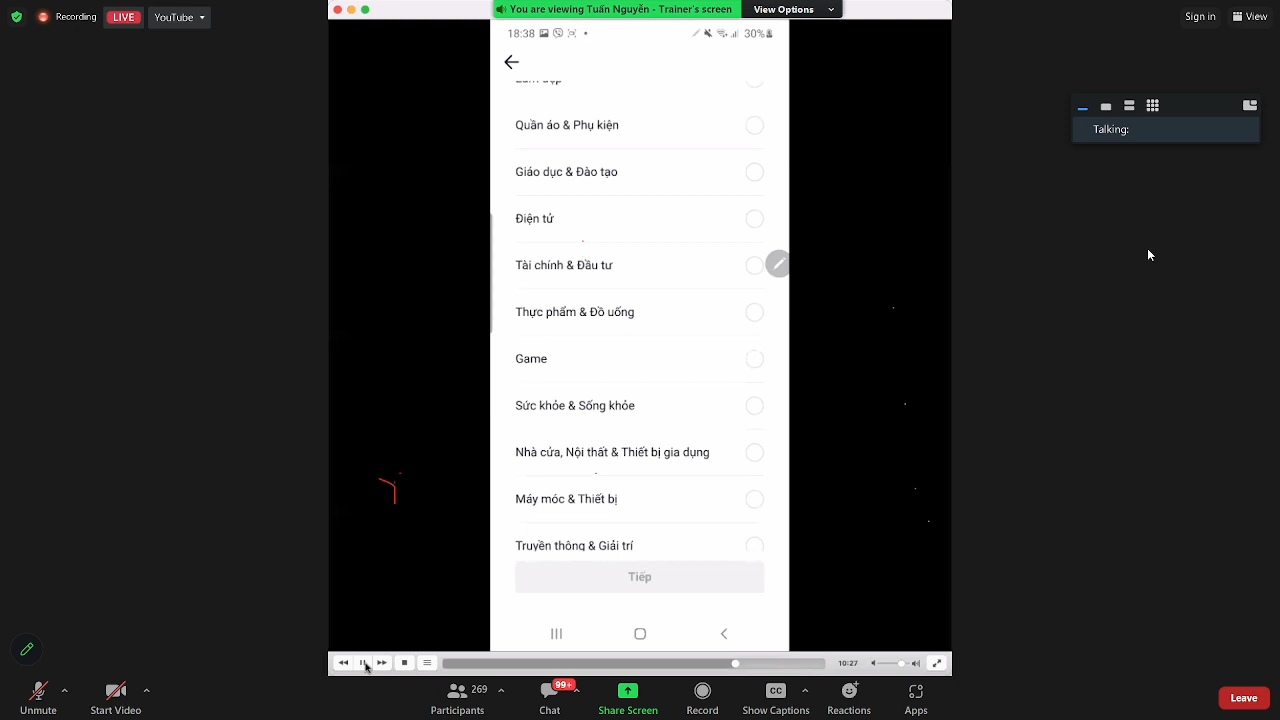 Recording
LIVE
YouTube
You are viewing Tuấn Nguyễn - Trainer's screen
View Options
Sign in
View
18:38
30%
Talking:
Quần áo & Phụ kiện
Giáo dục & Đào tạo
Điện tử
Tài chính & Đầu tư
Thực phẩm & Đồ uống
Game
Sức khỏe & Sống khỏe
Nhà cửa, Nội thất & Thiết bị gia dụng
Máy móc & Thiết bị
Truyền thông & Giải trí
Tiếp
10:27
Unmute
Start Video
Participants
269
Chat
99+
Share Screen
Record
CC
Show Captions
Reactions
Apps
Leave